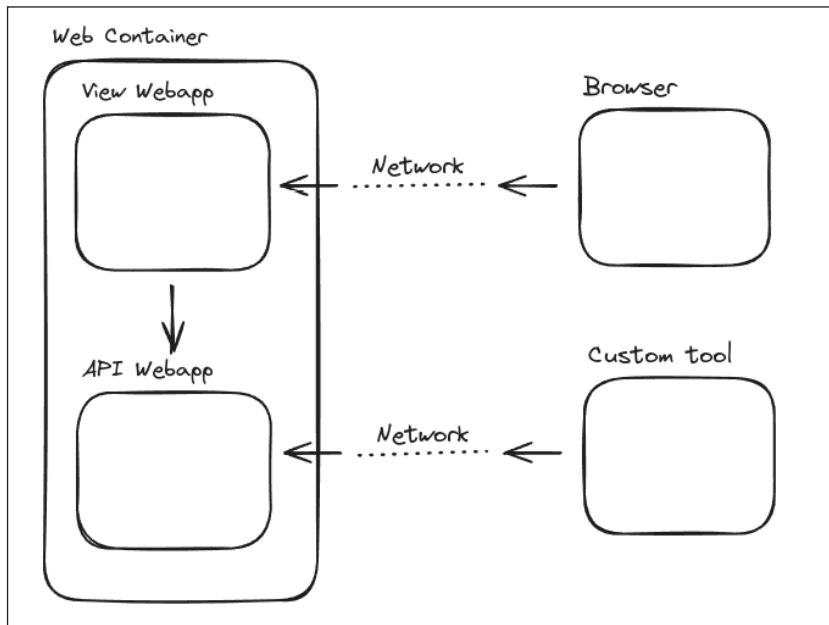 Web Container
View Webapp
Browser
Network
API Webapp
Custom tool
Network